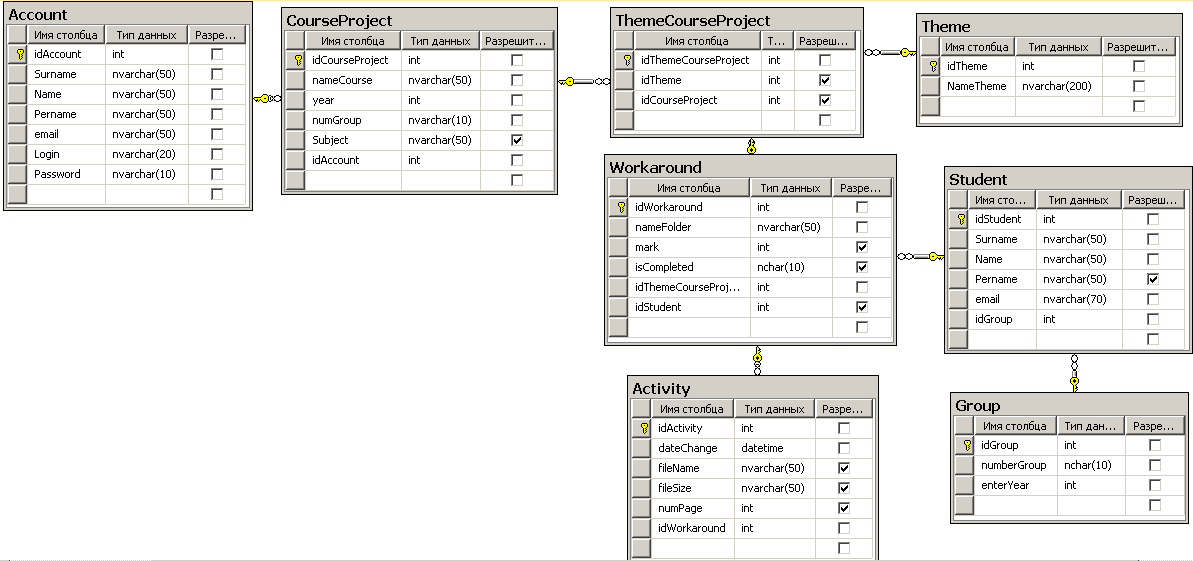 Account
Имя столбца Тип данных Разре...
idAccount int
Surname nvarchar(50)
Name nvarchar(50)
Pername nvarchar(50)
email nvarchar(50)
Login nvarchar(20)
Password nvarchar(10)
CourseProject
Имя столбца Тип данных Разрешит...
idCourseProject int
nameCourse nvarchar(50)
year int
numGroup nvarchar(10)
Subject nvarchar(50)
idAccount int
ThemeCourseProject
Имя столбца Т... Разреш...
idThemeCourseProject int
idTheme int
idCourseProject int
Theme
Имя столбца Тип данных Разрешит...
idTheme int
NameTheme nvarchar(200)
Workaround
Имя столбца Тип данных Разре...
idWorkaround int
nameFolder nvarchar(50)
mark int
isCompleted nchar(10)
idThemeCourseProj... int
idStudent int
Student
Имя сто... Тип данных Разреш...
idStudent int
Surname nvarchar(50)
Name nvarchar(50)
Pername nvarchar(50)
email nvarchar(70)
idGroup int
Activity
Имя столбца Тип данных Разре...
idActivity int
dateChange datetime
fileName nvarchar(50)
fileSize nvarchar(50)
numPage int
idWorkaround int
Group
Имя столбца Тип дан... Разре...
idGroup int
numberGroup nchar(10)
enterYear int